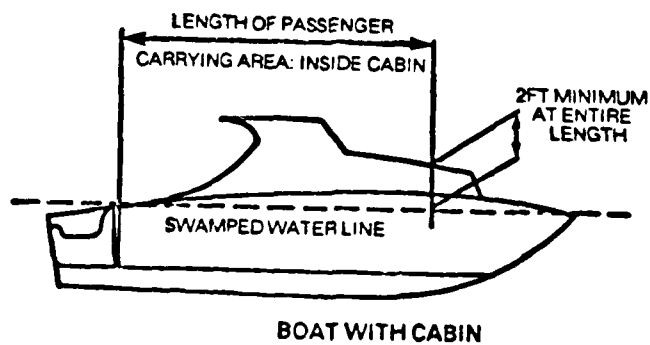 LENGTH OF PASSENGER
CARRYING AREA: INSIDE CABIN
2FT MINIMUM
AT ENTIRE
LENGTH
SWAMPED WATER LINE
BOAT WITH CABIN